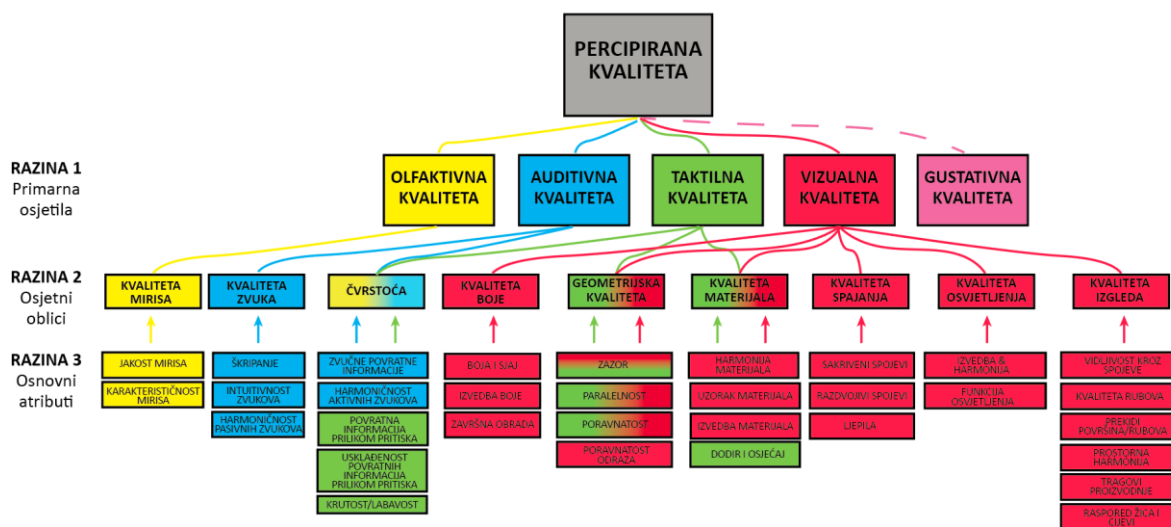 PERCIPIRANA
KVALITETA
RAZINA 1
Primarna
osjetila
OLFAKTIVNA
KVALITETA
AUDITIVNA
KVALITETA
TAKTILNA
KVALITETA
VIZUALNA
KVALITETA
GUSTATIVNA
KVALITETA
RAZINA 2
Osjetni
oblici
KVALITETA
MIRISA
KVALITETA
ZVUKA
ČVRSTOĆA
KVALITETA
BOJE
GEOMETRIJSKA
KVALITETA
KVALITETA
MATERIJALA
KVALITETA
SPAJANJA
KVALITETA
OSVJETLJENJA
KVALITETA
IZGLEDA
RAZINA 3
Osnovni
atributi
JAKOST MIRISA
KARAKTERISTIČNOST
MIRISA
ŠKRIPANJE
INTUITIVNOST
ZVUKOVA
HARMONIČNOST
PASIVNIH ZVUKOVA
ZVUČNE POVRATNE
INFORMACIJE
HARMONIČNOST
AKTIVNIH ZVUKOVA
POVRATNA
INFORMACIJA
PRILIKOM PRITISKA
USKLAĐENOST
POVRATNIH
INFORMACIJA
PRILIKOM PRITISKA
KRUTOST/LABAVOST
BOJA I SJAJ
IZVEDBA BOJE
ZAVRŠNA OBRADA
ZAZOR
PARALELNOST
PORAVNATOST
PORAVNATOST
ODRAZA
HARMONIJA
MATERIJALA
UZORAK MATERIJALA
IZVEDBA MATERIJALA
DODIR I OSJEĆAJ
SAKRIVENI SPOJEVI
RAZDVOJIVI SPOJEVI
LJEPILA
IZVEDBA &
HARMONIJA
FUNKCIJA
OSVJETLJENJA
VIDLJIVOST KROZ
SPOJEVE
KVALITETA RUBOVA
PREKIDI
POVRŠINA/RUBOVA
PROSTORNA
HARMONIJA
TRAGOVI
PROIZVODNJE
RASPORED ŽICA I
CIJEVI